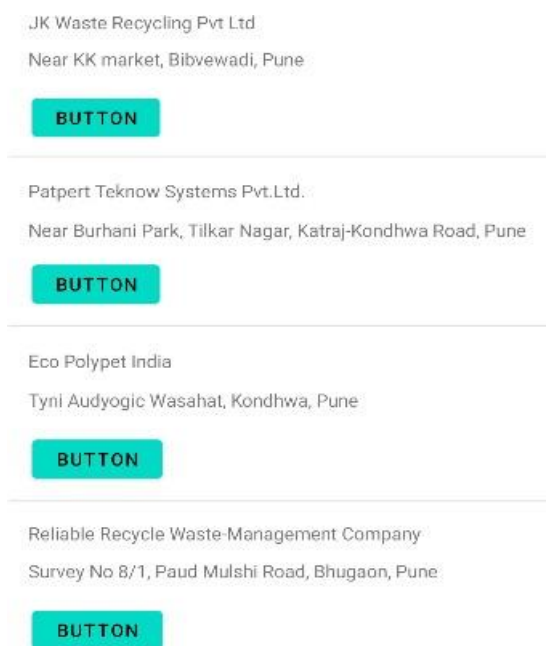 JK Waste Recycling Pvt Ltd
Near KK market, Bibvewadi, Pune
BUTTON
Patpert Teknow Systems Pvt.Ltd.
Near Burhani Park, Tilkar Nagar, Katraj-Kondhwa Road, Pune
BUTTON
Eco Polypet India
Tyni Audyogic Wasahat, Kondhwa, Pune
BUTTON
Reliable Recycle Waste-Management Company
Survey No 8/1, Paud Mulshi Road, Bhugaon, Pune
BUTTON